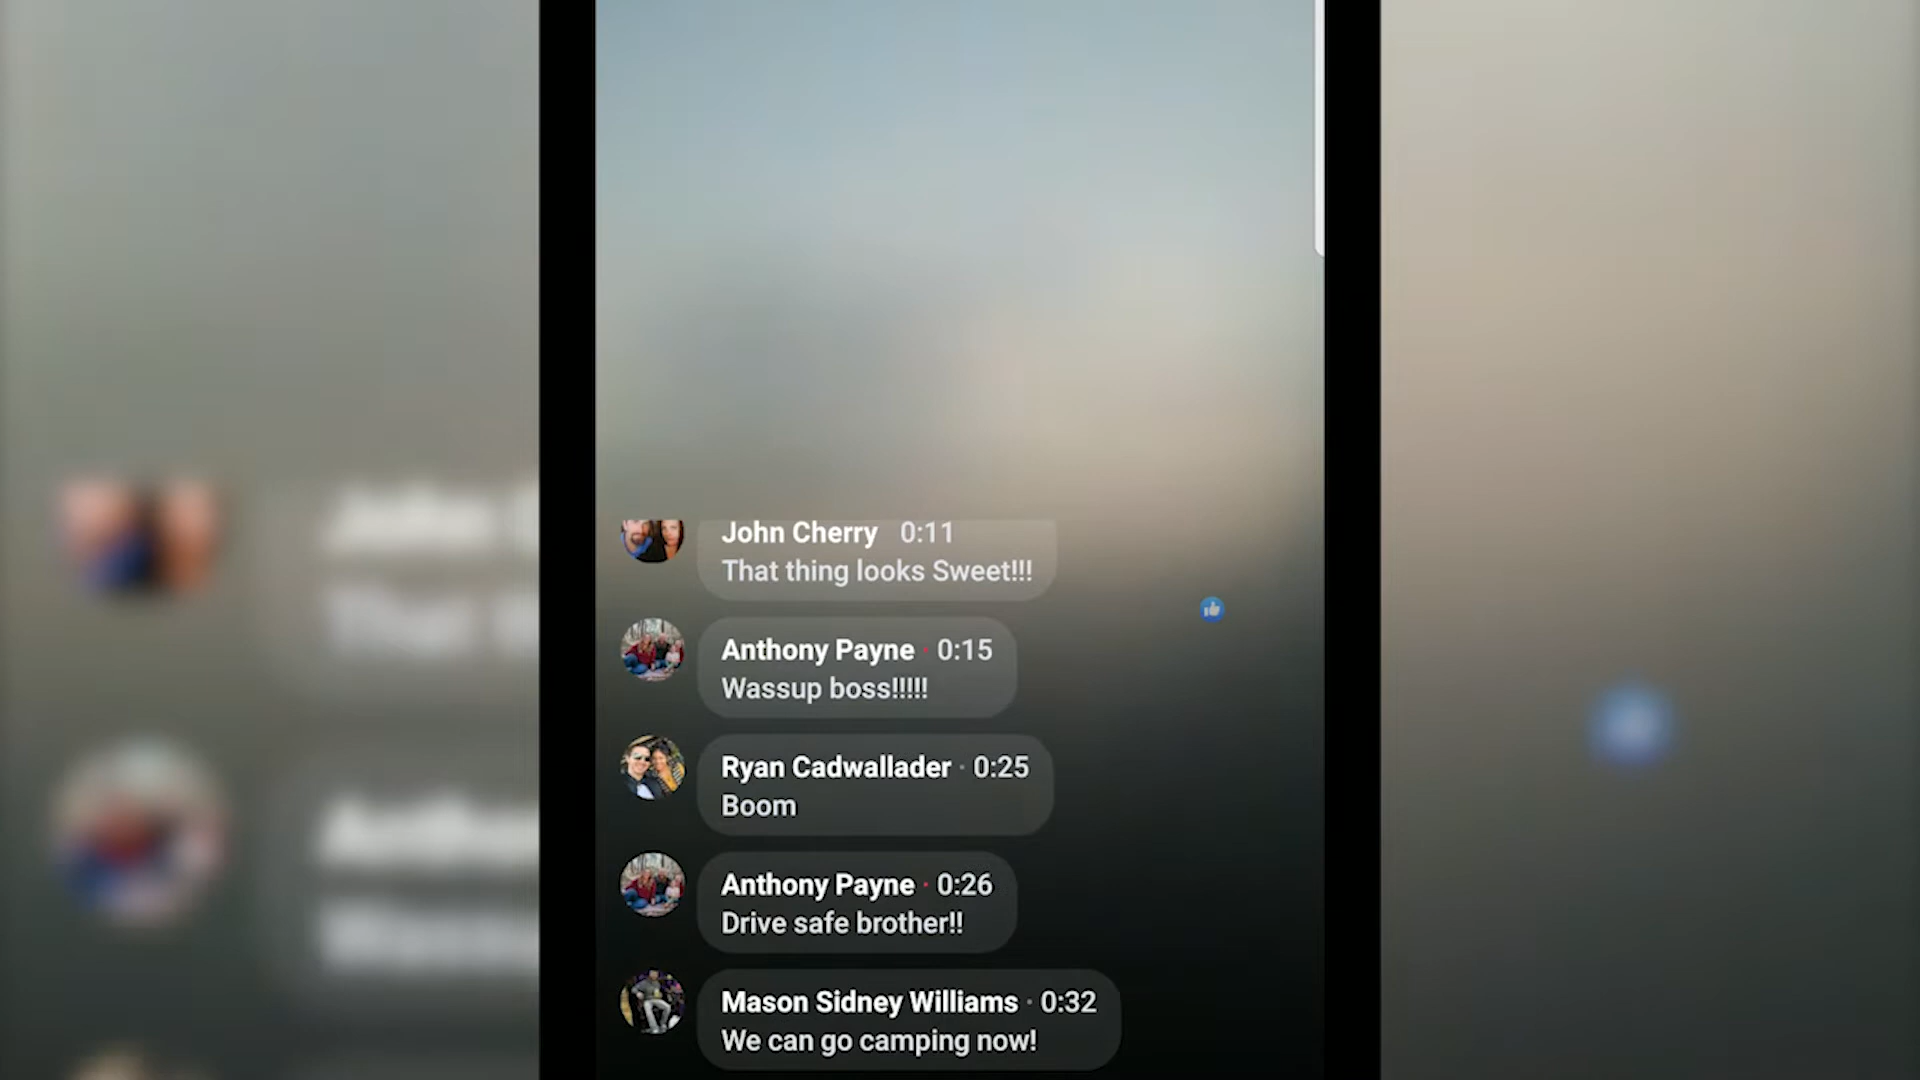 John Cherry 0:11
That thing looks Sweet!!!
Anthony Payne · 0:15
Wassup boss!!!!!
Ryan Cadwallader · 0:25
Boom
Anthony Payne · 0:26
Drive safe brother!!
Mason Sidney Williams · 0:32
We can go camping now!